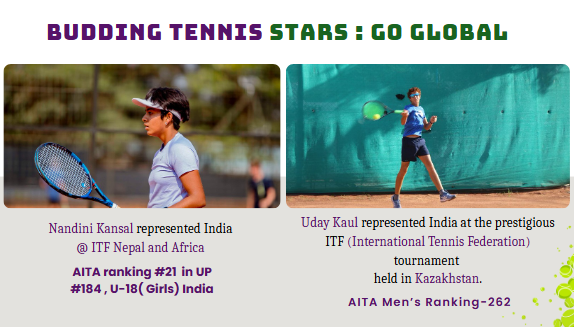 BUDDING TENNIS STARS : GO GLOBAL
Nandini Kansal represented India
@ ITF Nepal and Africa
AITA ranking #21 in UP
#184 , U-18( Girls) India
Uday Kaul represented India at the prestigious
ITF (International Tennis Federation)
tournament
held in Kazakhstan.
AITA Men's Ranking-262